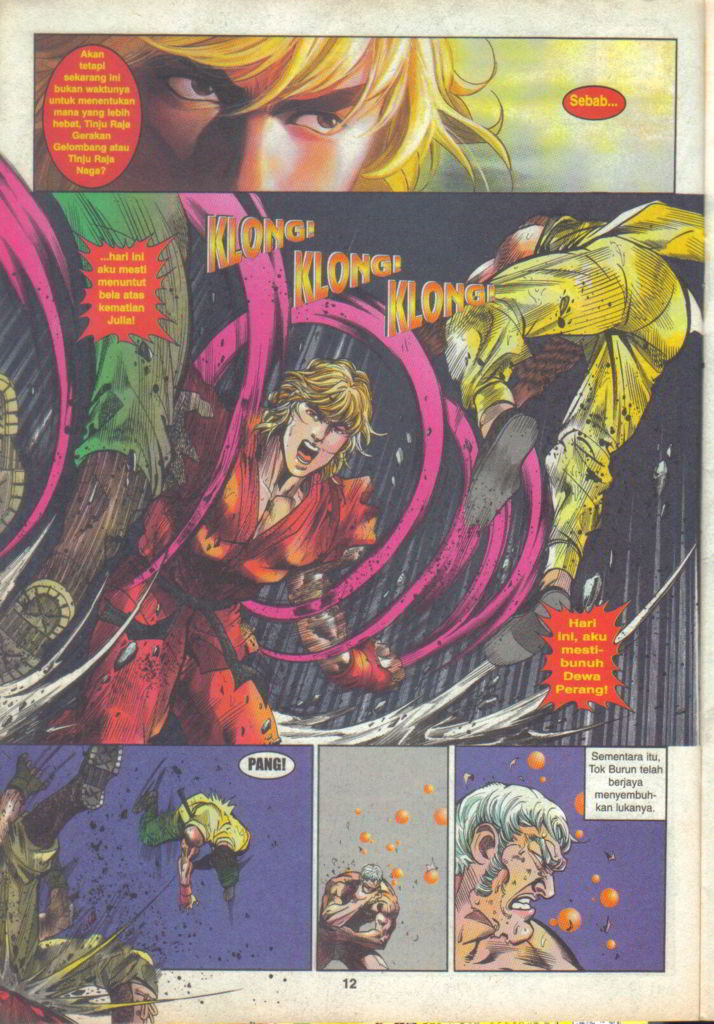 Akan
tetapi
sekarang ini
bukan waktunya
untuk menentukan
mana yang lebih
hebat, Tinju Raja
Gerakan
Gelombang atau
Tinju Raja
Naga?
Sebab...
...hari ini
aku mesti
menuntut
bela atas
kematian
Julia!
KLONG!
KLONG!
KLONG!
Hari
ini, aku
mesti-
bunuh
Dewa
Perang!
PANG!
Sementara itu,
Tok Burun telah
berjaya
menyembuh-
kan lukanya.
12